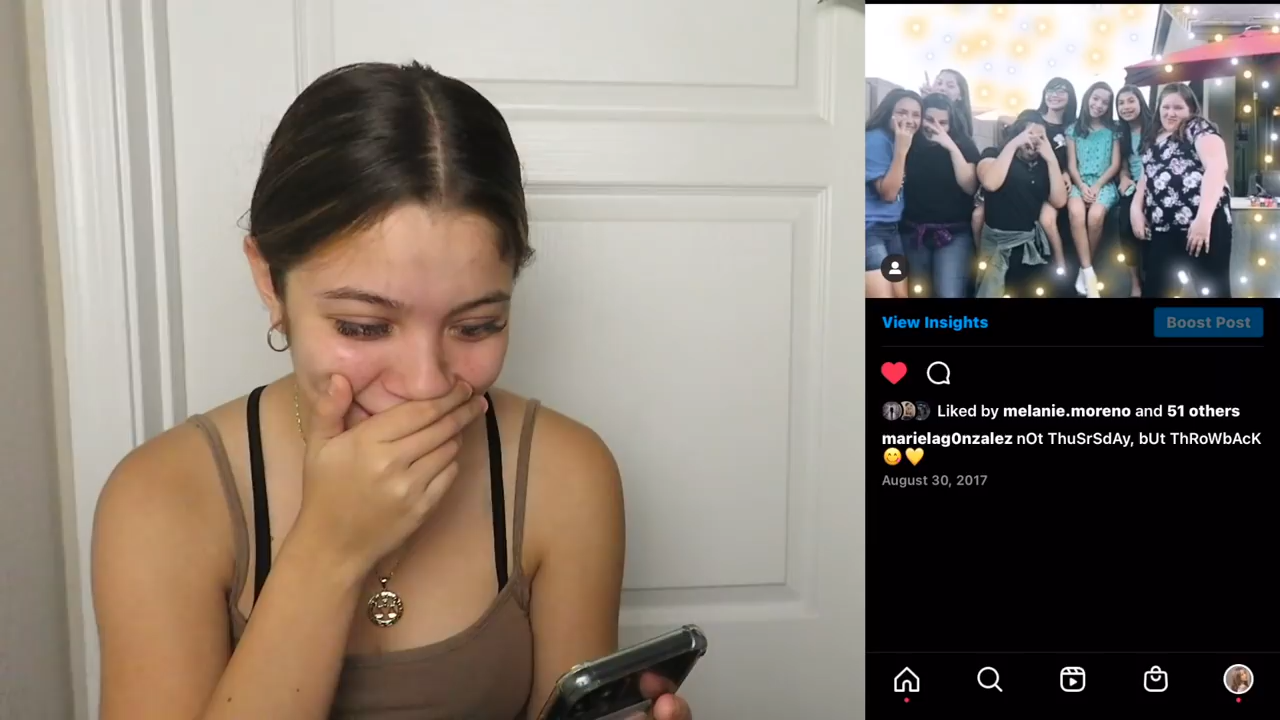 View Insights
Boost Post
Liked by melanie.moreno and 51 others
marielag0nzalez nOt ThuSrSdAy, bUt ThRoWbAcK
😋💛
August 30, 2017